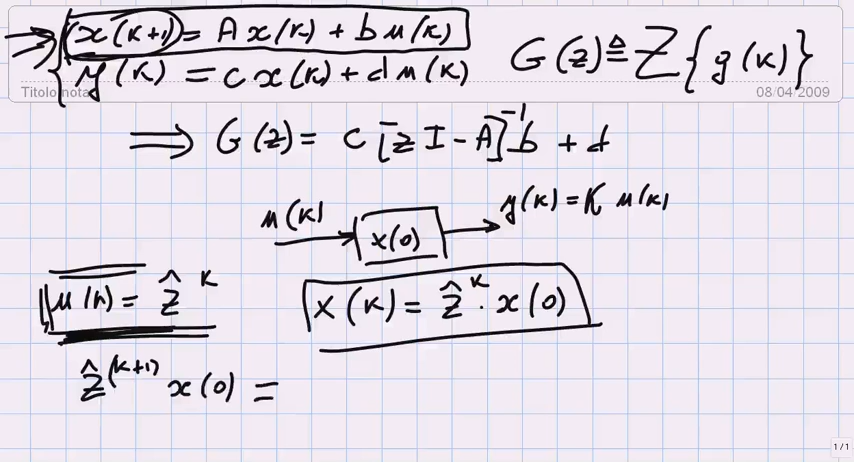 x(k+1) = A x(k) + b u(k)
y(k) = c x(k) + d u(k)
G(z) ≜ Z{g(k)}
Titolo nota
08/04/2009
⟹ G(z) = c [zI - A]⁻¹ b + d
u(k) → x(0) → y(k) = K u(k)
u(k) = ẑ^k
x(k) = ẑ^k · x(0)
ẑ^(k+1) x(0) =
1/1